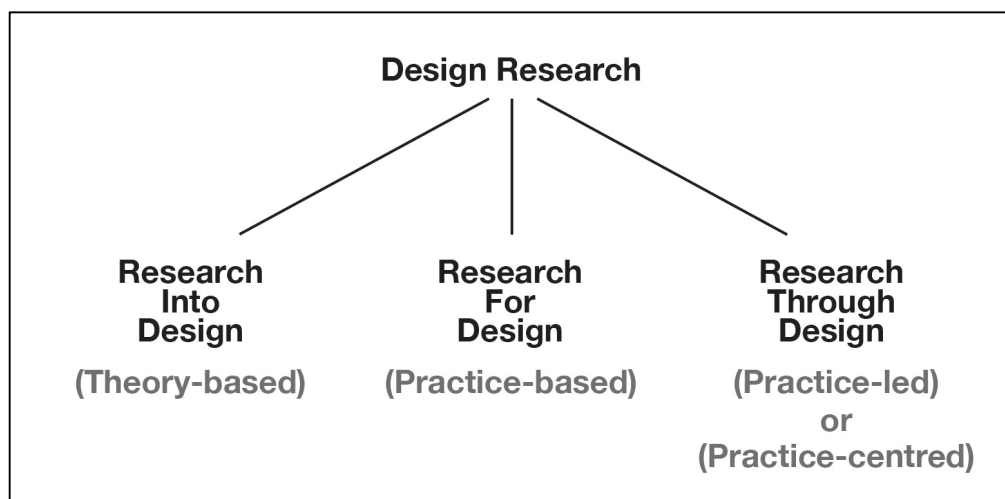 Design Research
Research
Into
Design
(Theory-based)
Research
For
Design
(Practice-based)
Research
Through
Design
(Practice-led)
or
(Practice-centred)